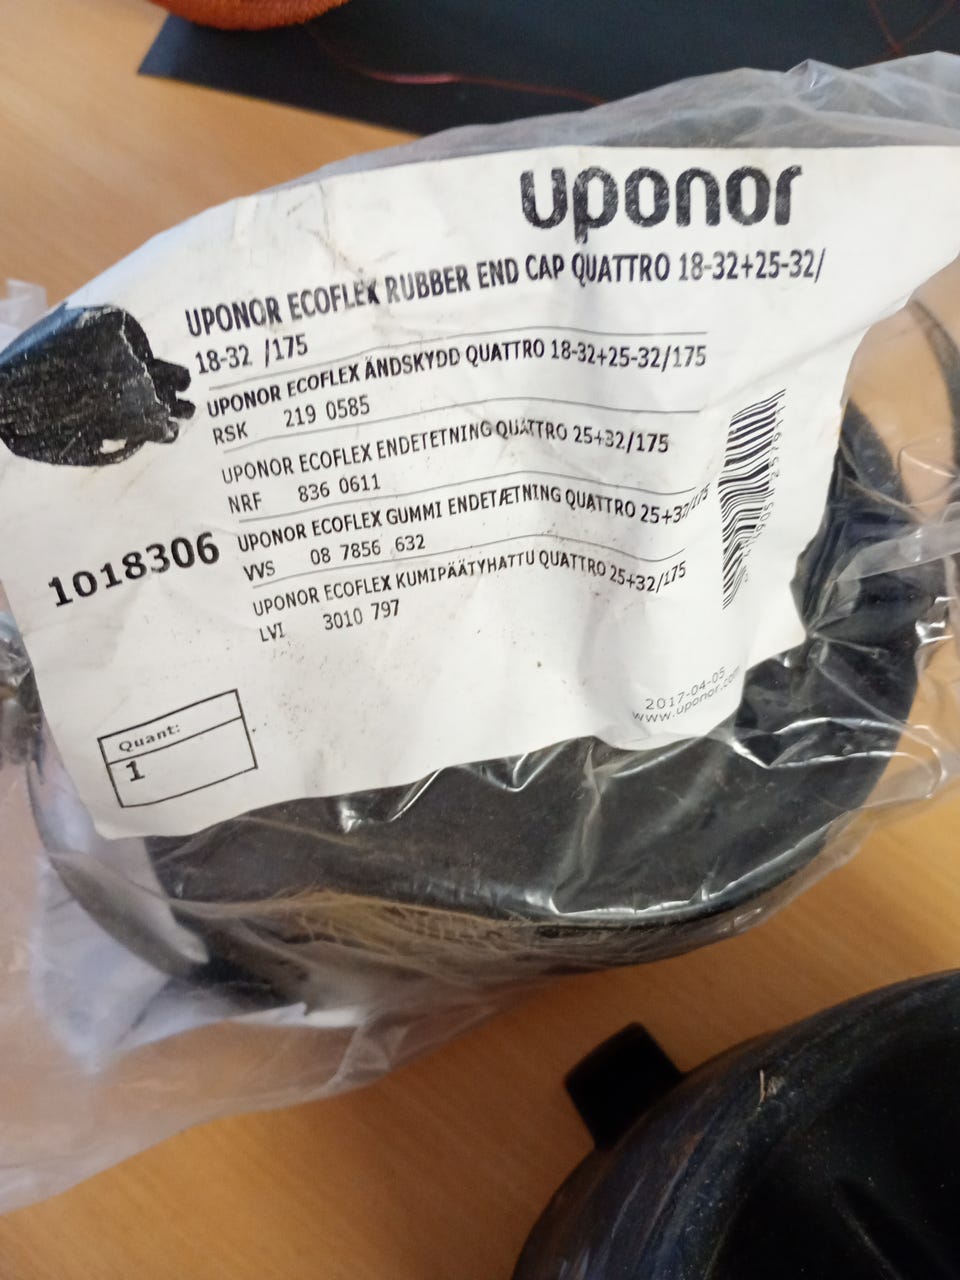 uponor
UPONOR ECOFLEX RUBBER END CAP QUATTRO 18-32+25-32/
18-32 /175
UPONOR ECOFLEX ÄNDSKYDD QUATTRO 18-32+25-32/175
RSK 219 0585
UPONOR ECOFLEX ENDETETNING QUATTRO 25+32/175
NRF 836 0611
UPONOR ECOFLEX GUMMI ENDETÆTNING QUATTRO 25+32/175
VVS 08 7856 632
UPONOR ECOFLEX KUMIPÄÄTYHATTU QUATTRO 25+32/175
LVI 3010 797
1018306
Quant:
1
2017-04-05
www.uponor.com